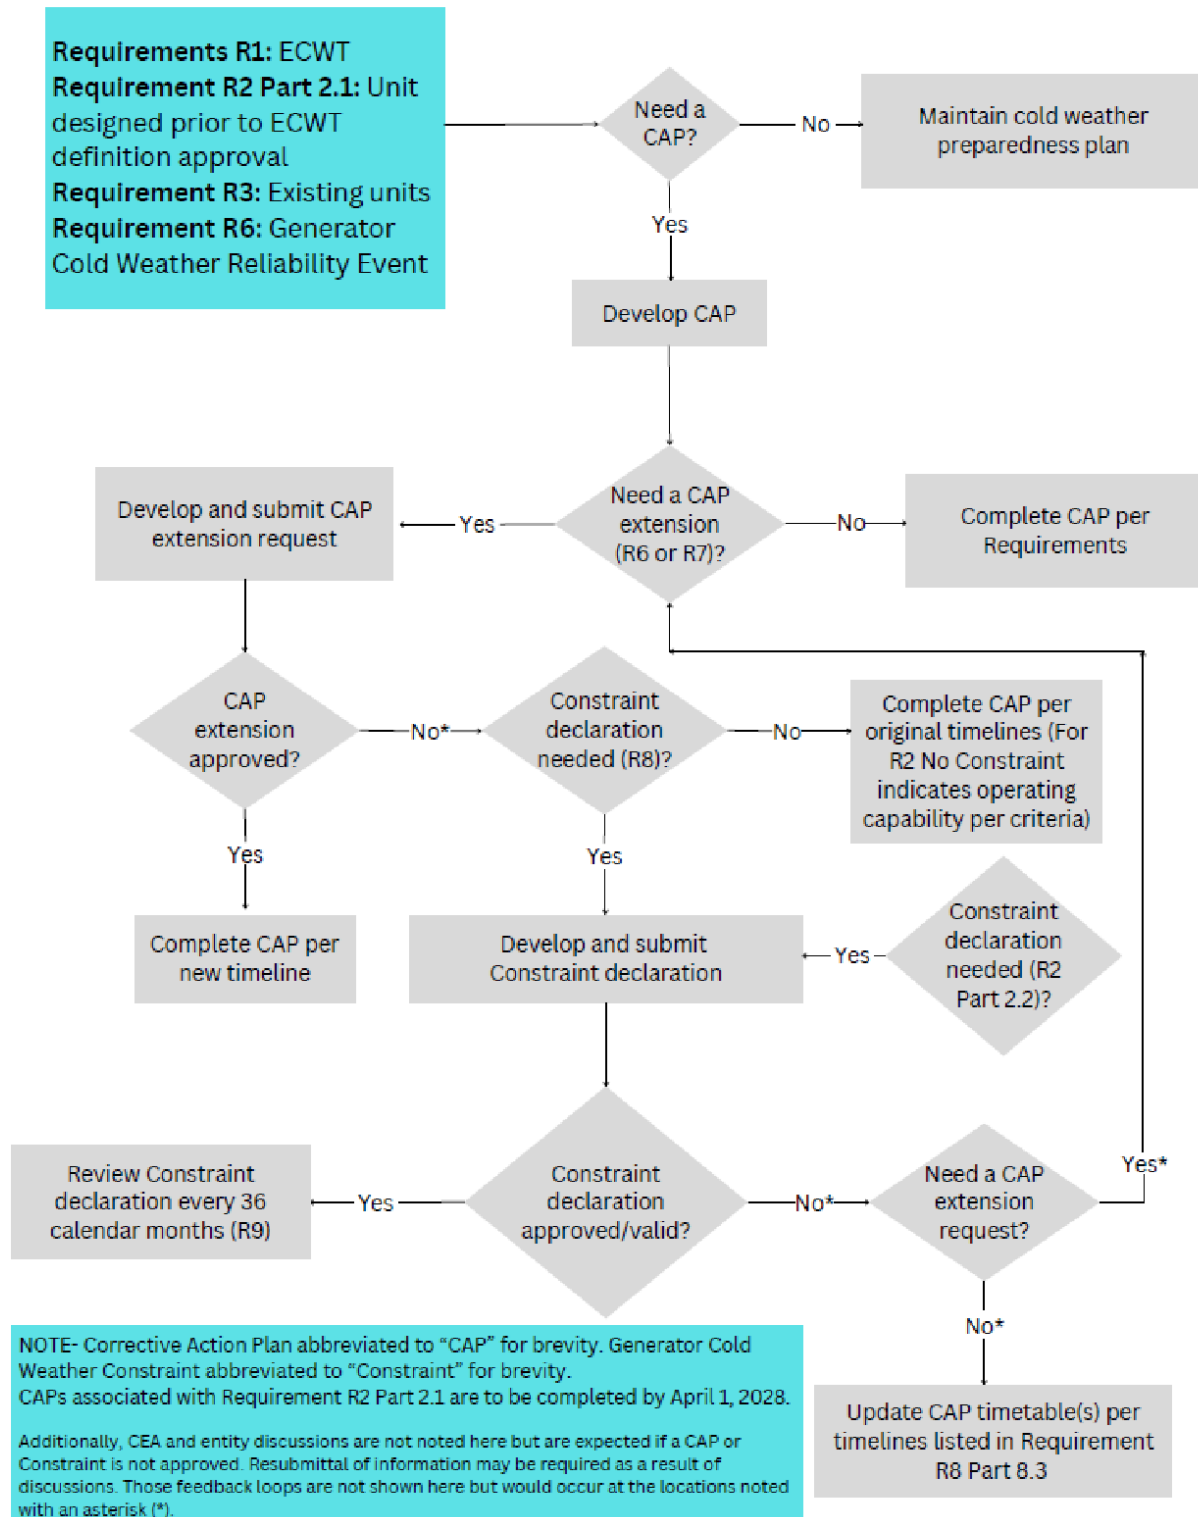 Requirements R1: ECWT
Requirement R2 Part 2.1: Unit
designed prior to ECWT
definition approval
Requirement R3: Existing units
Requirement R6: Generator
Cold Weather Reliability Event
Need a
CAP?
No
Maintain cold weather
preparedness plan
Yes
Develop CAP
Develop and submit CAP
extension request
Yes
Need a CAP
extension
(R6 or R7)?
No
Complete CAP per
Requirements
CAP
extension
approved?
No*
Constraint
declaration
needed (R8)?
No
Complete CAP per
original timelines (For
R2 No Constraint
indicates operating
capability per criteria)
Yes
Yes
Complete CAP per
new timeline
Develop and submit
Constraint declaration
Yes
Constraint
declaration
needed (R2
Part 2.2)?
Review Constraint
declaration every 36
calendar months (R9)
Yes
Constraint
declaration
approved/valid?
No*
Need a CAP
extension
request?
Yes*
No*
Update CAP timetable(s) per
timelines listed in Requirement
R8 Part 8.3
NOTE- Corrective Action Plan abbreviated to “CAP” for brevity. Generator Cold
Weather Constraint abbreviated to “Constraint” for brevity.
CAPs associated with Requirement R2 Part 2.1 are to be completed by April 1, 2028.
Additionally, CEA and entity discussions are not noted here but are expected if a CAP or
Constraint is not approved. Resubmittal of information may be required as a result of
discussions. Those feedback loops are not shown here but would occur at the locations noted
with an asterisk (*).